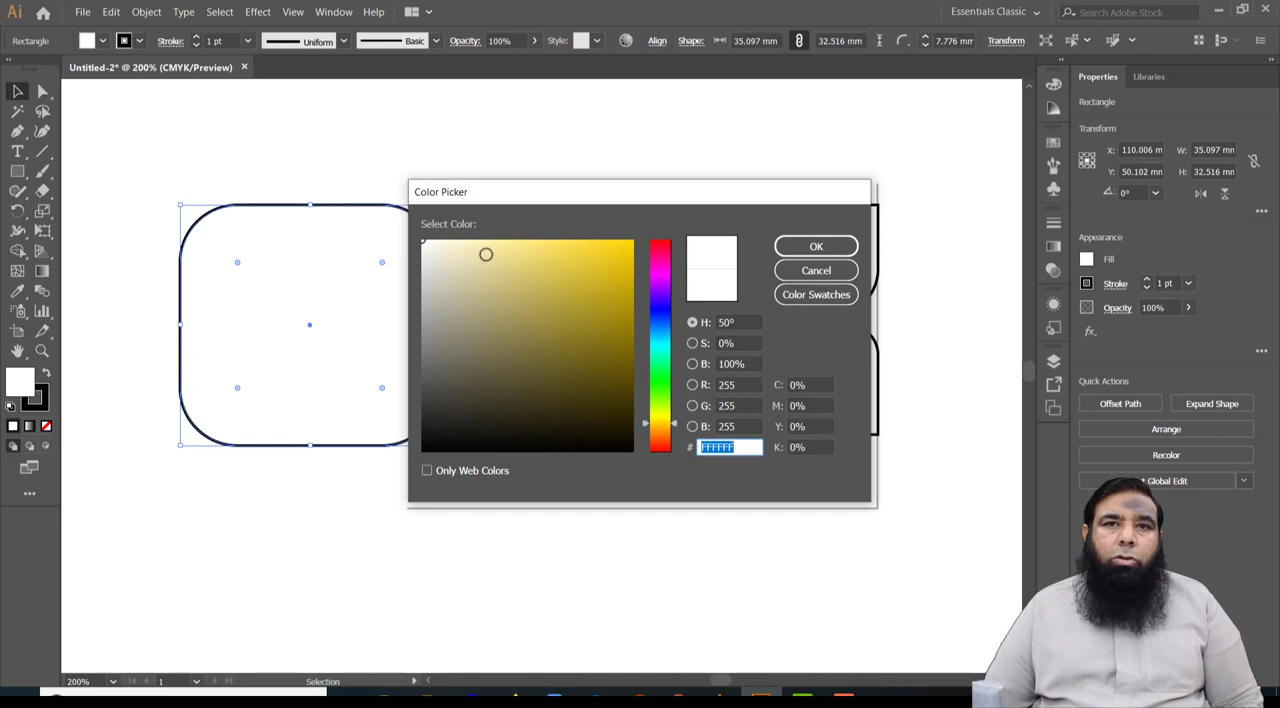 Ai File Edit Object Type Select Effect View Window Help Essentials Classic Search Adobe Stock
Rectangle Stroke: 1 pt Uniform Basic Opacity: 100% Style: Align Shape: 35.097 mm 32.516 mm 7.776 mm Transform
Untitled-2* @ 200% (CMYK/Preview)
Properties Libraries
Rectangle
Transform
X: 110.006 m W: 35.097 mm
Y: 50.102 mm H: 32.516 mm
0°
Appearance
Fill
Stroke 1 pt
Opacity 100%
fx.
Quick Actions
Offset Path Expand Shape
Arrange
Recolor
Global Edit
Color Picker
Select Color:
OK
Cancel
Color Swatches
H: 50º
S: 0%
B: 100%
R: 255 C: 0%
G: 255 M: 0%
B: 255 Y: 0%
# FFFFFF K: 0%
Only Web Colors
200% 1 Selection